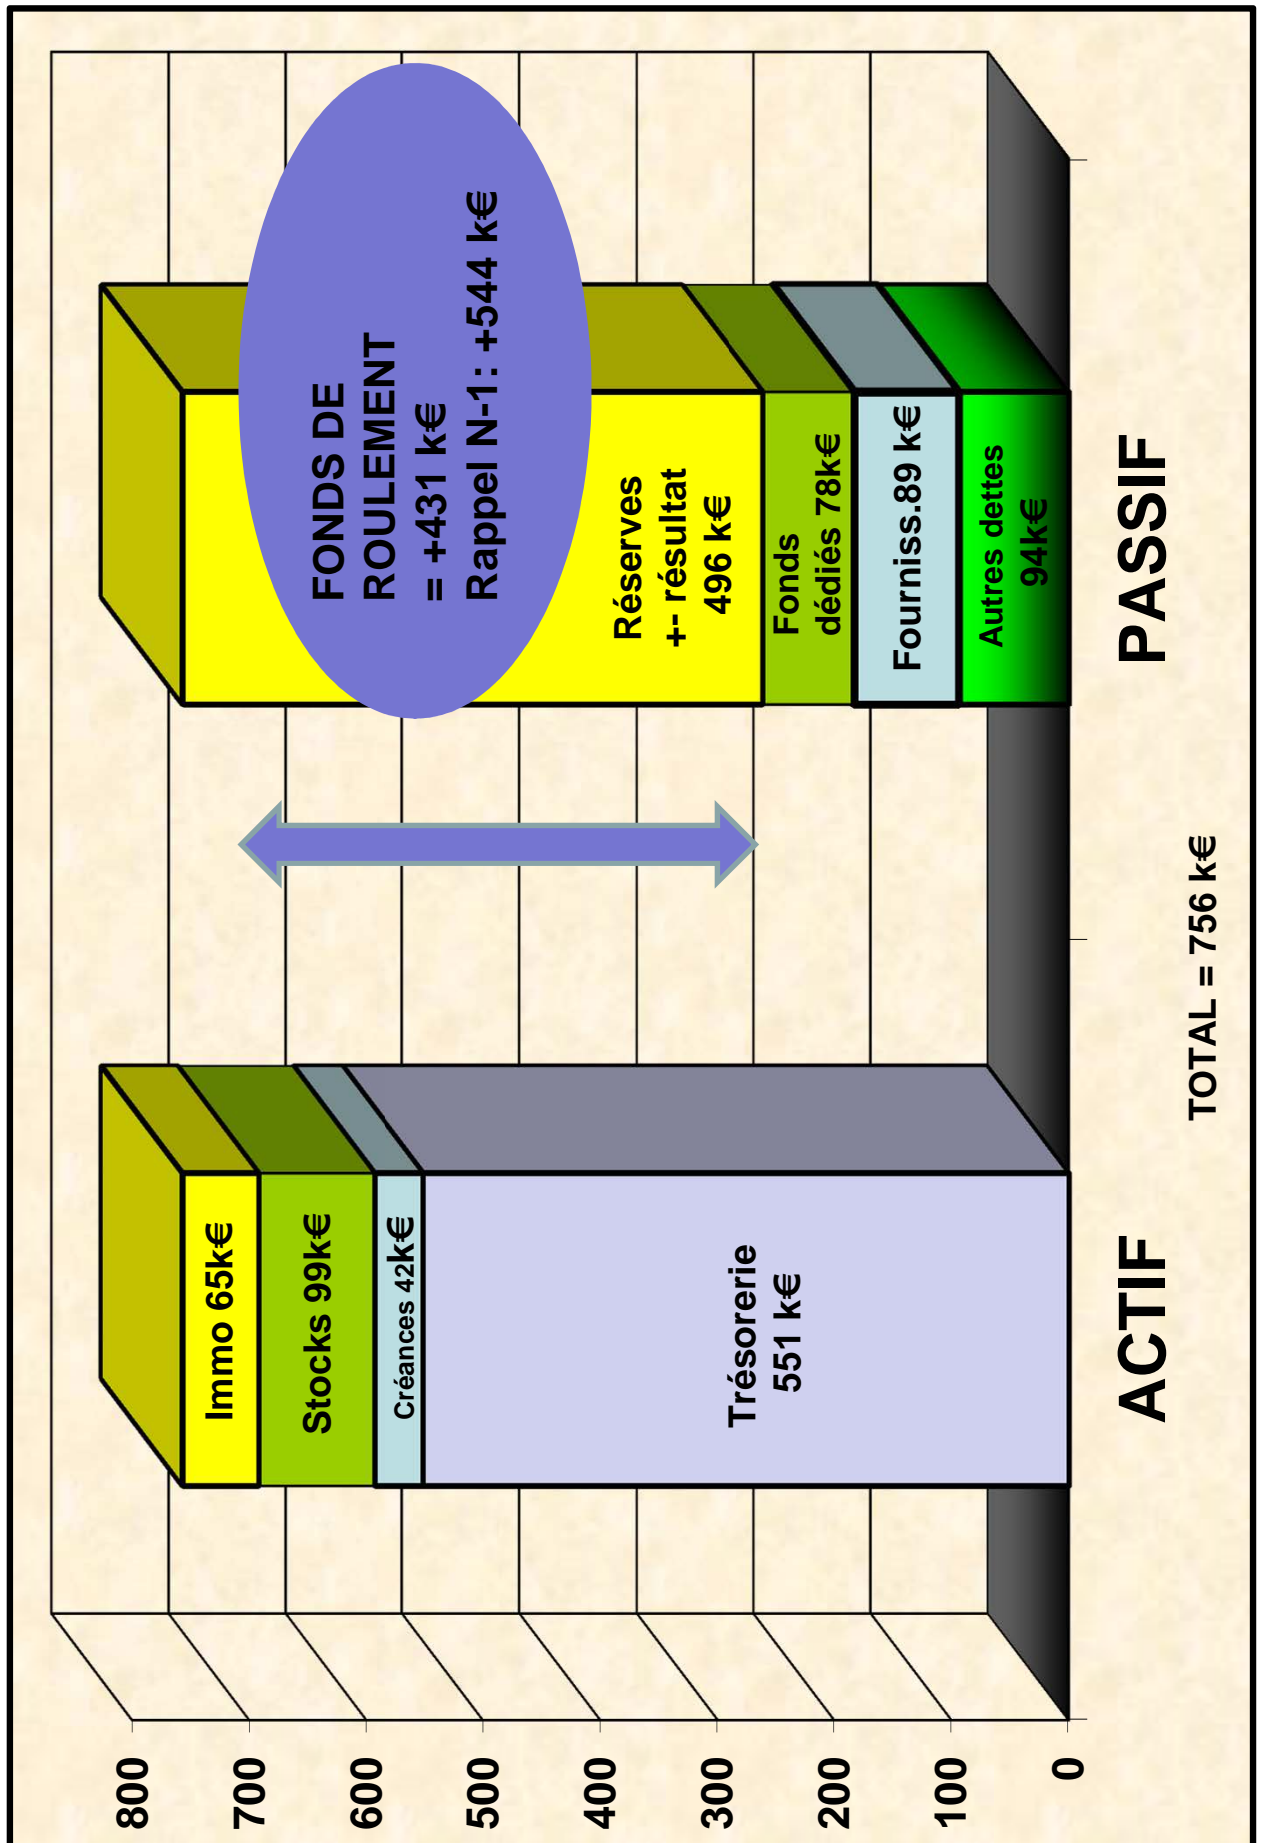 800
700
600
500
400
300
200
100
0
Immo 65k€
Stocks 99k€
Créances 42k€
Trésorerie
551 k€
FONDS DE
ROULEMENT
= +431 k€
Rappel N-1: +544 k€
Réserves
+- résultat
496 k€
Fonds
dédiés 78k€
Fourniss.89 k€
Autres dettes
94k€
ACTIF
PASSIF
TOTAL = 756 k€